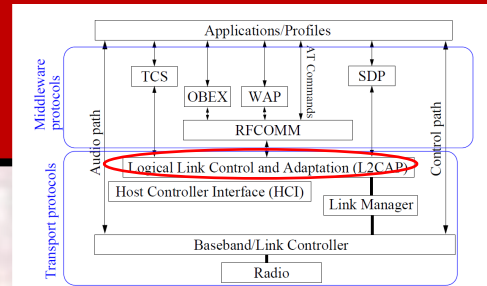 Applications/Profiles
Middleware
protocols
Audio path
TCS
OBEX
WAP
AT Commands
SDP
Control path
RFCOMM
Transport protocols
Logical Link Control and Adaptation (L2CAP)
Host Controller Interface (HCI)
Link Manager
Baseband/Link Controller
Radio